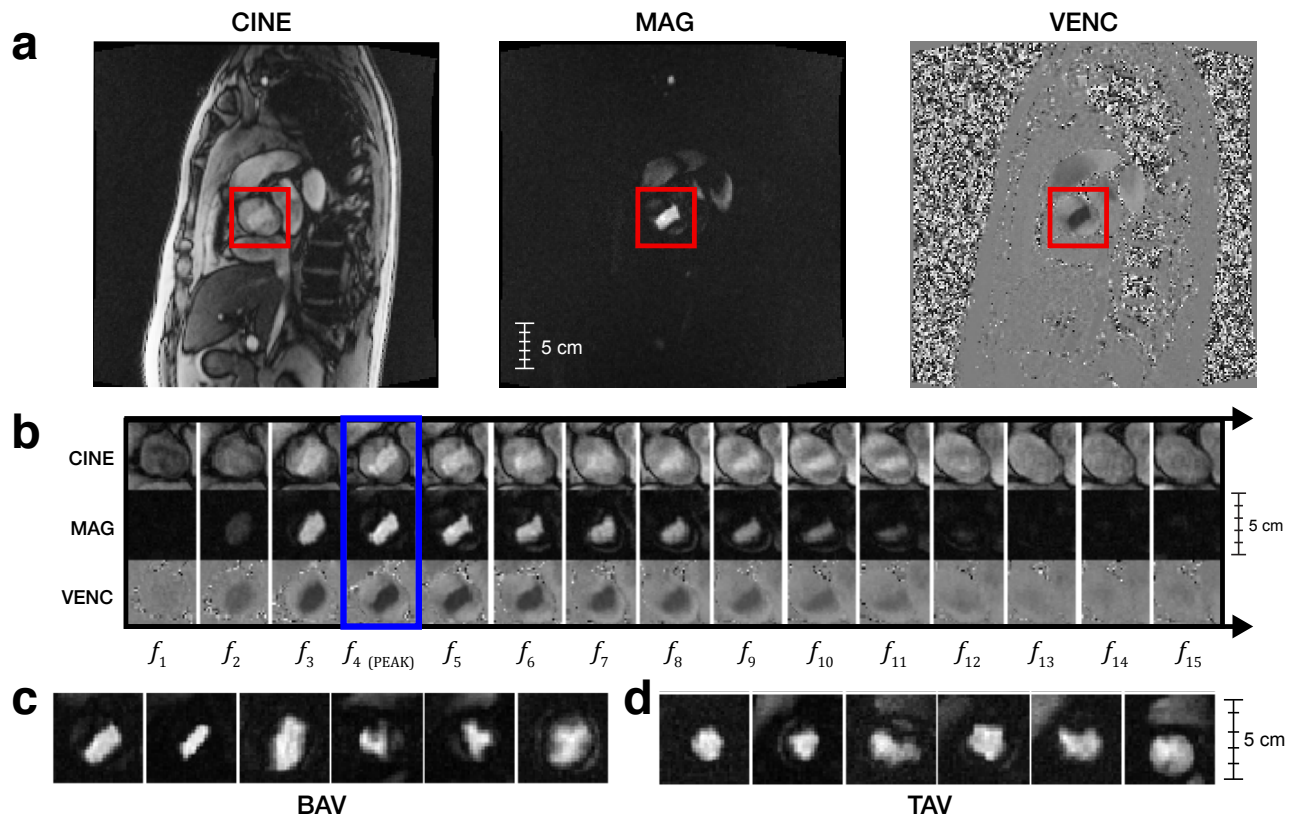 a
CINE
MAG
VENC
5 cm
b
CINE
MAG
VENC
5 cm
f1 f2 f3 f4 (PEAK) f5 f6 f7 f8 f9 f10 f11 f12 f13 f14 f15
c
BAV
d
TAV
5 cm